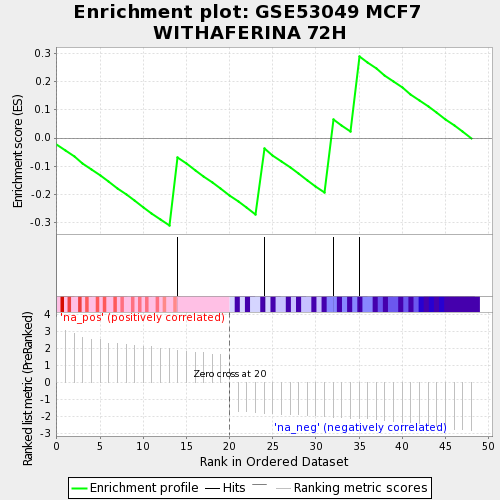 Enrichment plot: GSE53049 MCF7
WITHAFERINA 72H
Enrichment score (ES)
0.3
0.2
0.1
0.0
-0.1
-0.2
-0.3
Ranked list metric (PreRanked)
4
3
2
1
0
-1
-2
-3
'na_pos' (positively correlated)
Zero cross at 20
'na_neg' (negatively correlated)
0 5 10 15 20 25 30 35 40 45 50
Rank in Ordered Dataset
Enrichment profile Hits Ranking metric scores